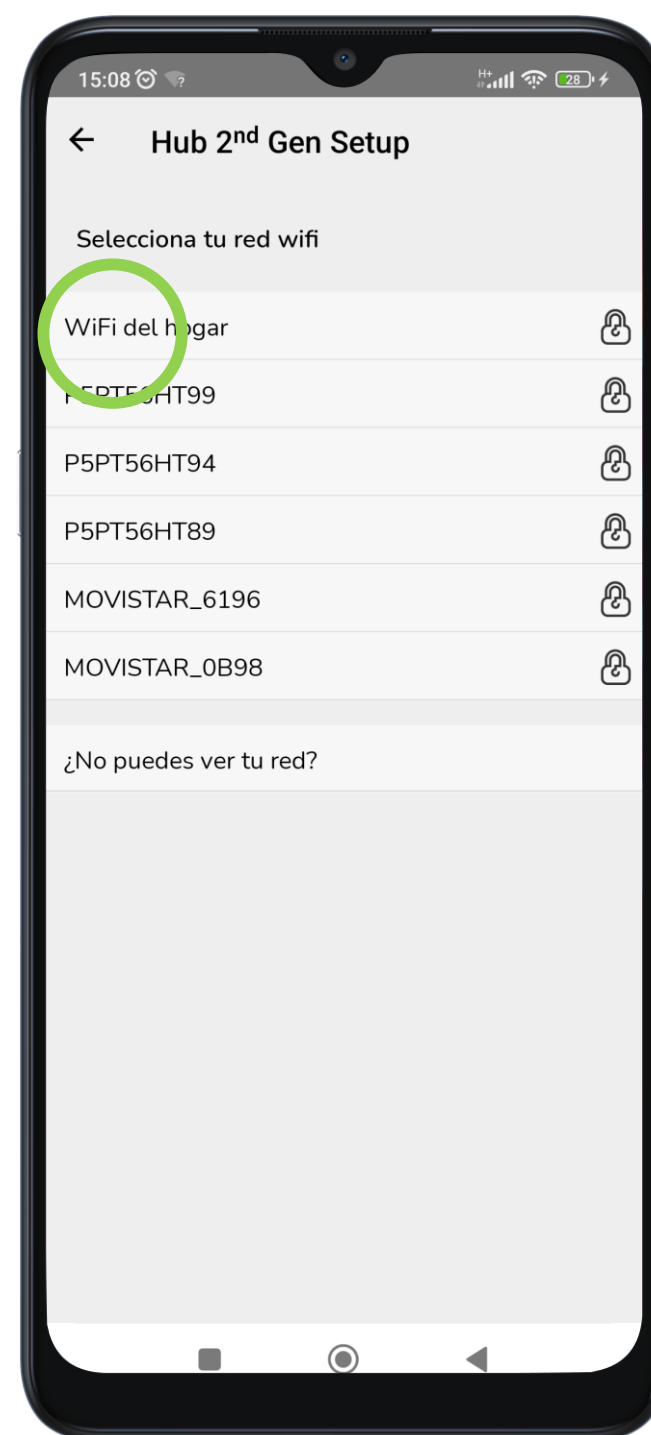 15:08
H+
28
Hub 2nd Gen Setup
Selecciona tu red wifi
WiFi del hogar
P5PT56HT99
P5PT56HT94
P5PT56HT89
MOVISTAR_6196
MOVISTAR_0B98
¿No puedes ver tu red?